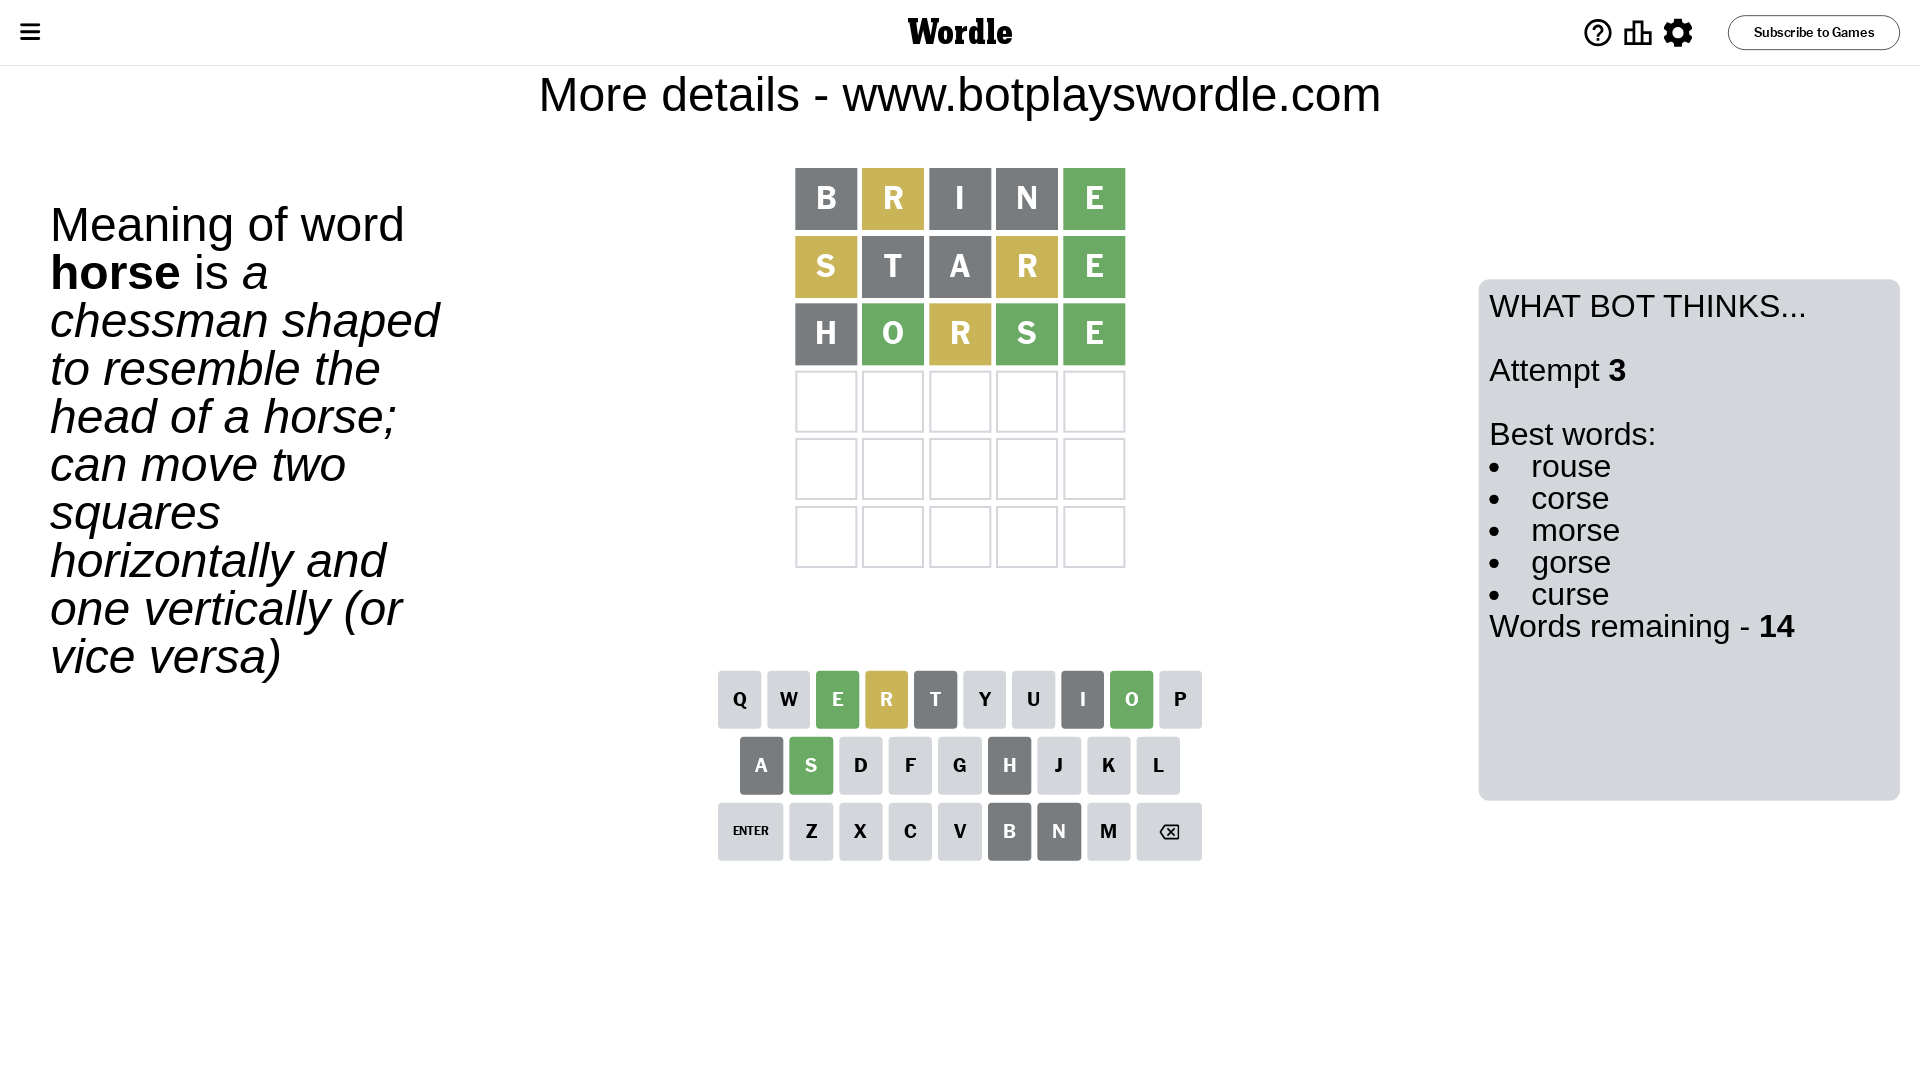 Wordle
Subscribe to Games
More details - www.botplayswordle.com
Meaning of word
horse is a
chessman shaped
to resemble the
head of a horse;
can move two
squares
horizontally and
one vertically (or
vice versa)
B R I N E
S T A R E
H O R S E
WHAT BOT THINKS...
Attempt 3
Best words:
• rouse
• corse
• morse
• gorse
• curse
Words remaining - 14
Q W E R T Y U I O P
A S D F G H J K L
ENTER Z X C V B N M